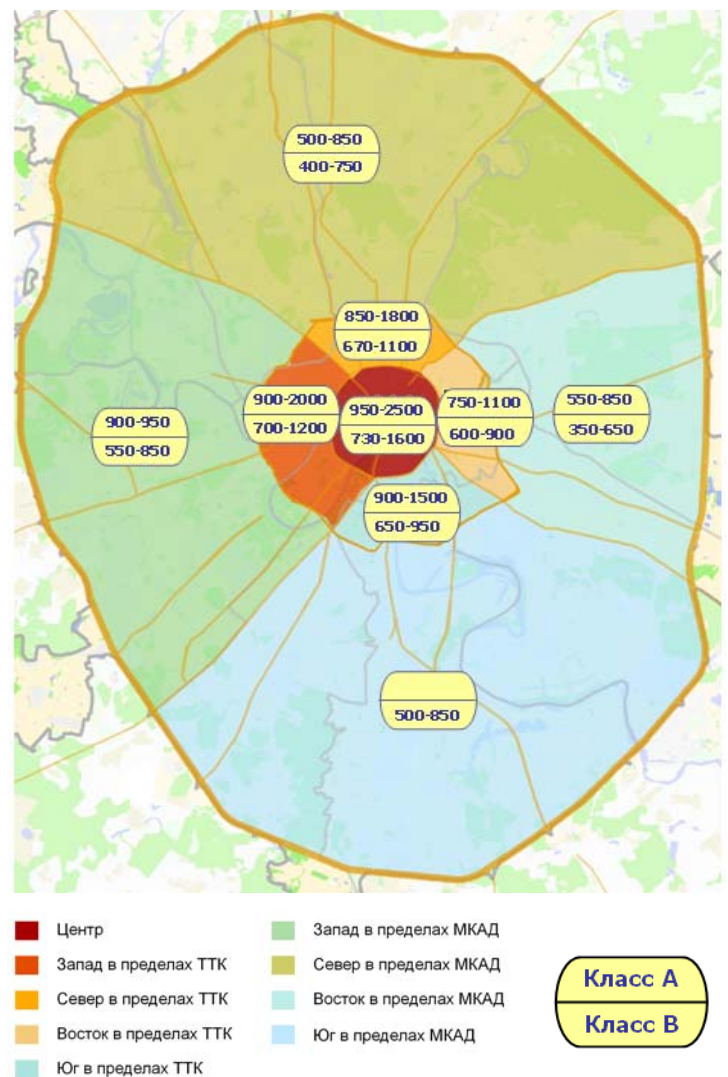 500-850
400-750
850-1800
670-1100
900-2000
700-1200
950-2500
730-1600
750-1100
600-900
550-850
350-650
900-950
550-850
900-1500
650-950
500-850
Центр
Запад в пределах ТТК
Север в пределах ТТК
Восток в пределах ТТК
Юг в пределах ТТК
Запад в пределах МКАД
Север в пределах МКАД
Восток в пределах МКАД
Юг в пределах МКАД
Класс А
Класс В